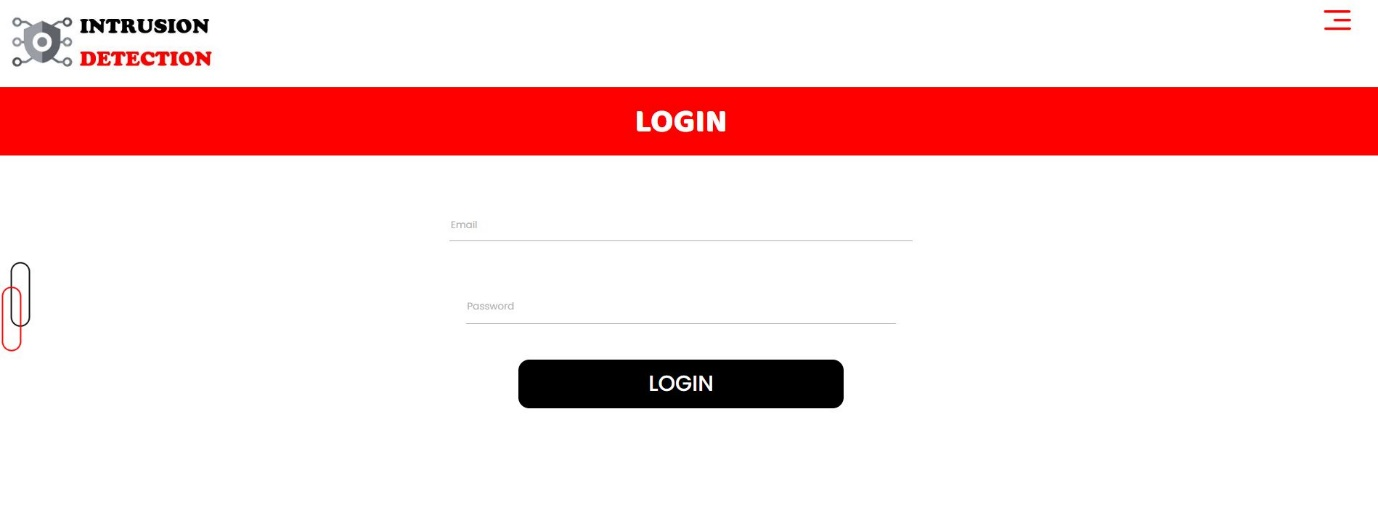 INTRUSION
DETECTION
LOGIN
Email
Password
LOGIN